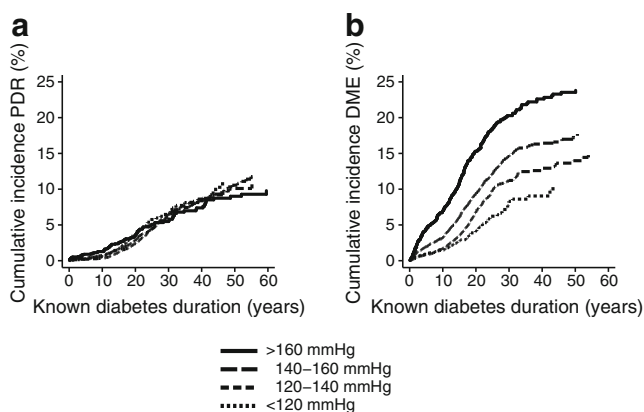 a
Cumulative incidence PDR (%)
25
20
15
10
5
0
0 10 20 30 40 50 60
Known diabetes duration (years)
b
Cumulative incidence DME (%)
25
20
15
10
5
0
0 10 20 30 40 50 60
Known diabetes duration (years)
>160 mmHg
140–160 mmHg
120–140 mmHg
<120 mmHg